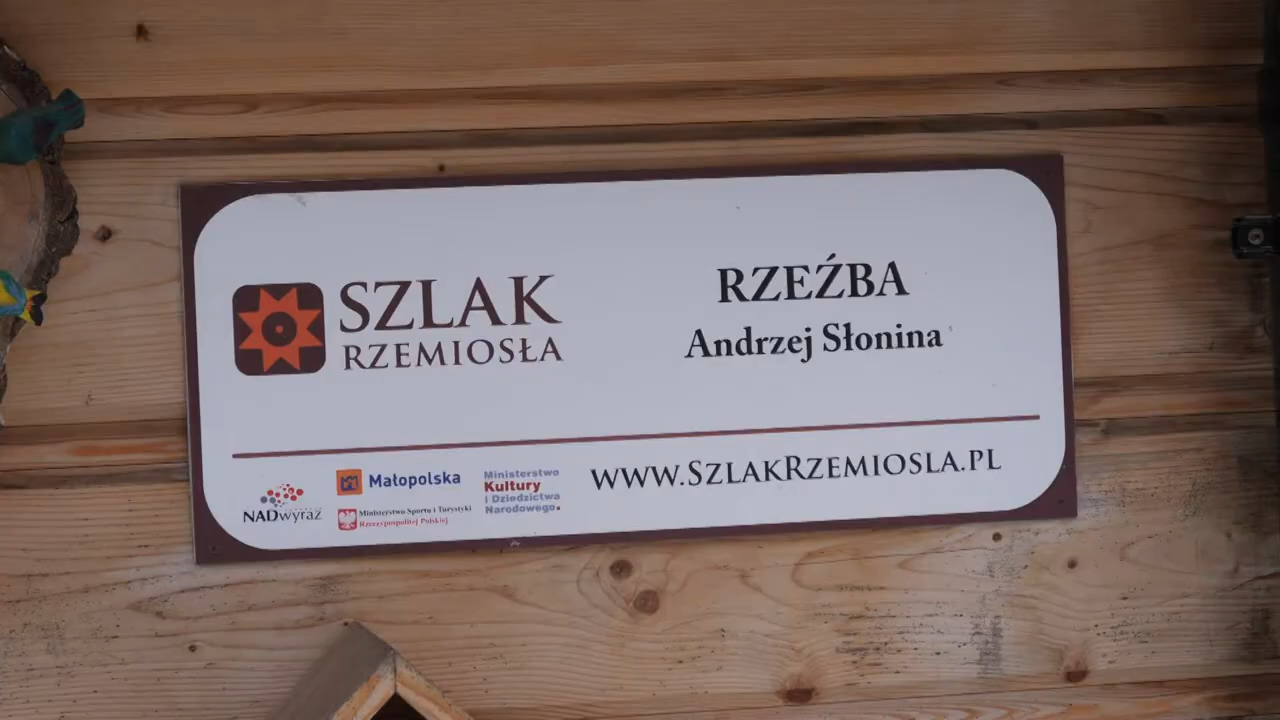 SZLAK
RZEMIOSŁA
RZEŹBA
Andrzej Słonina
NADwyraz
Małopolska
Ministerstwo Sportu i Turystyki
Rzeczypospolitej Polskiej
Ministerstwo
Kultury
i Dziedzictwa
Narodowego.
www.SzlakRzemiosla.pl